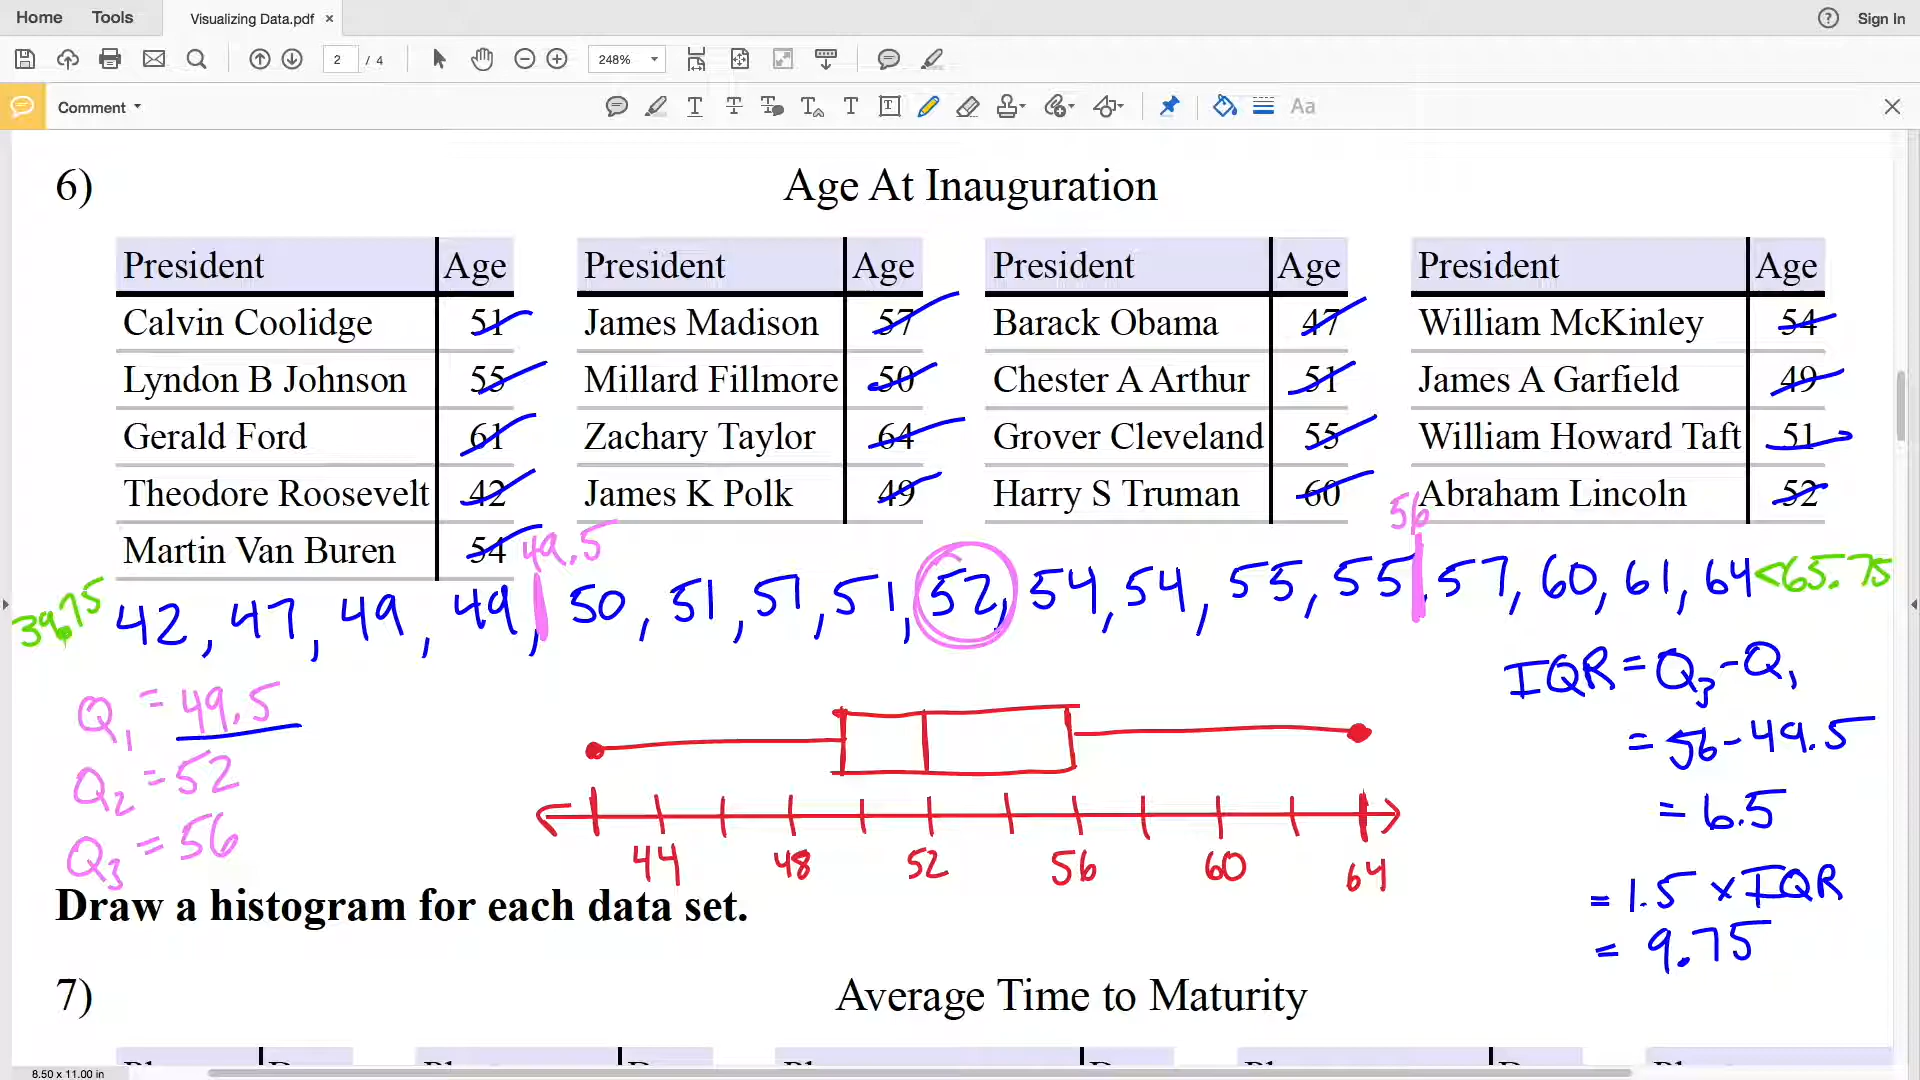 Home Tools Visualizing Data.pdf × ? Sign In
2 / 4 248%
Comment T T T T T T Aa
6) Age At Inauguration
President Age President Age President Age President Age
Calvin Coolidge 51 James Madison 57 Barack Obama 47 William McKinley 54
Lyndon B Johnson 55 Millard Fillmore 50 Chester A Arthur 51 James A Garfield 49
Gerald Ford 61 Zachary Taylor 64 Grover Cleveland 55 William Howard Taft 51
Theodore Roosevelt 42 James K Polk 49 Harry S Truman 60 Abraham Lincoln 52
Martin Van Buren 54
49.5 56
39.75 42, 47, 49, 49, 50, 51, 51, 51, 52, 54, 54, 55, 55, 57, 60, 61, 64 <65.75
Q1 = 49.5
Q2 = 52
Q3 = 56
44 48 52 56 60 64
IQR = Q3 - Q1
= 56 - 49.5
= 6.5
= 1.5 × IQR
= 9.75
Draw a histogram for each data set.
7) Average Time to Maturity
8.50 x 11.00 in